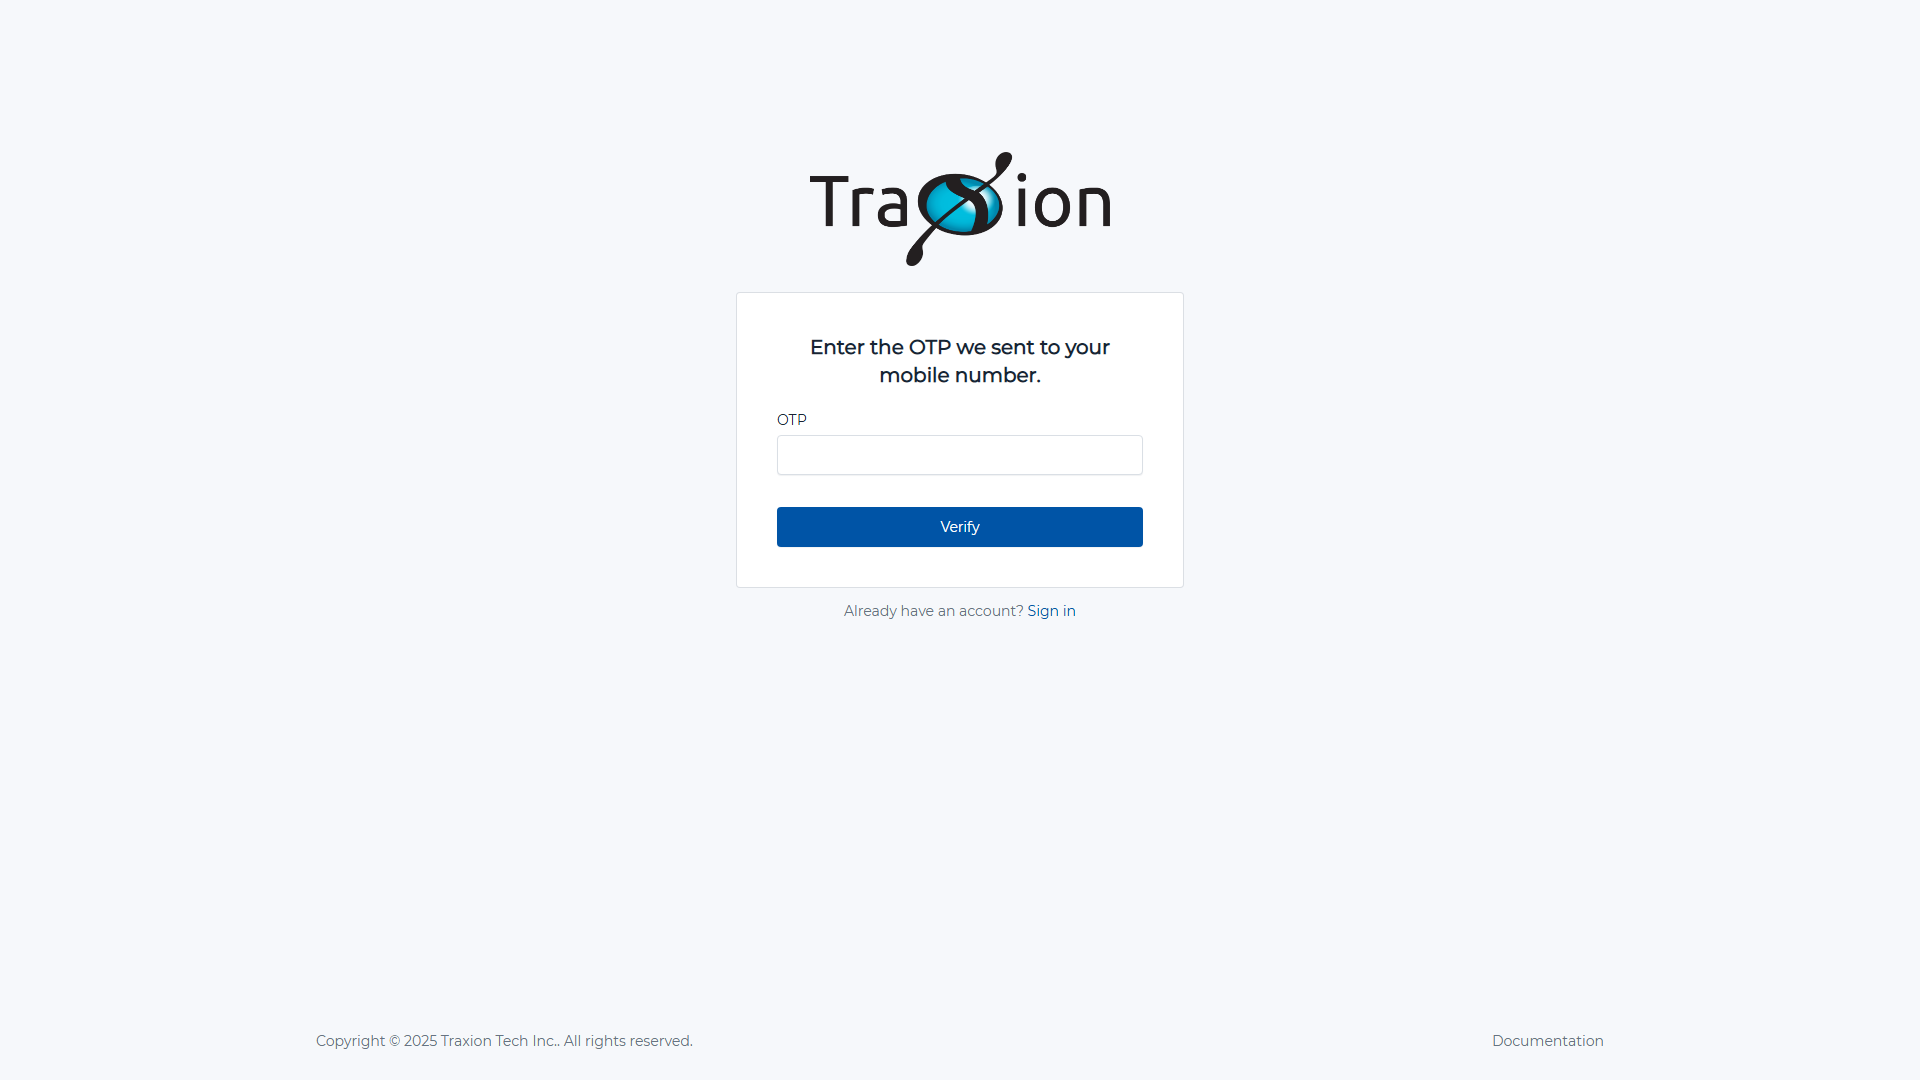 Traxion
Enter the OTP we sent to your
mobile number.
OTP
Verify
Already have an account? Sign in
Copyright © 2025 Traxion Tech Inc.. All rights reserved.
Documentation